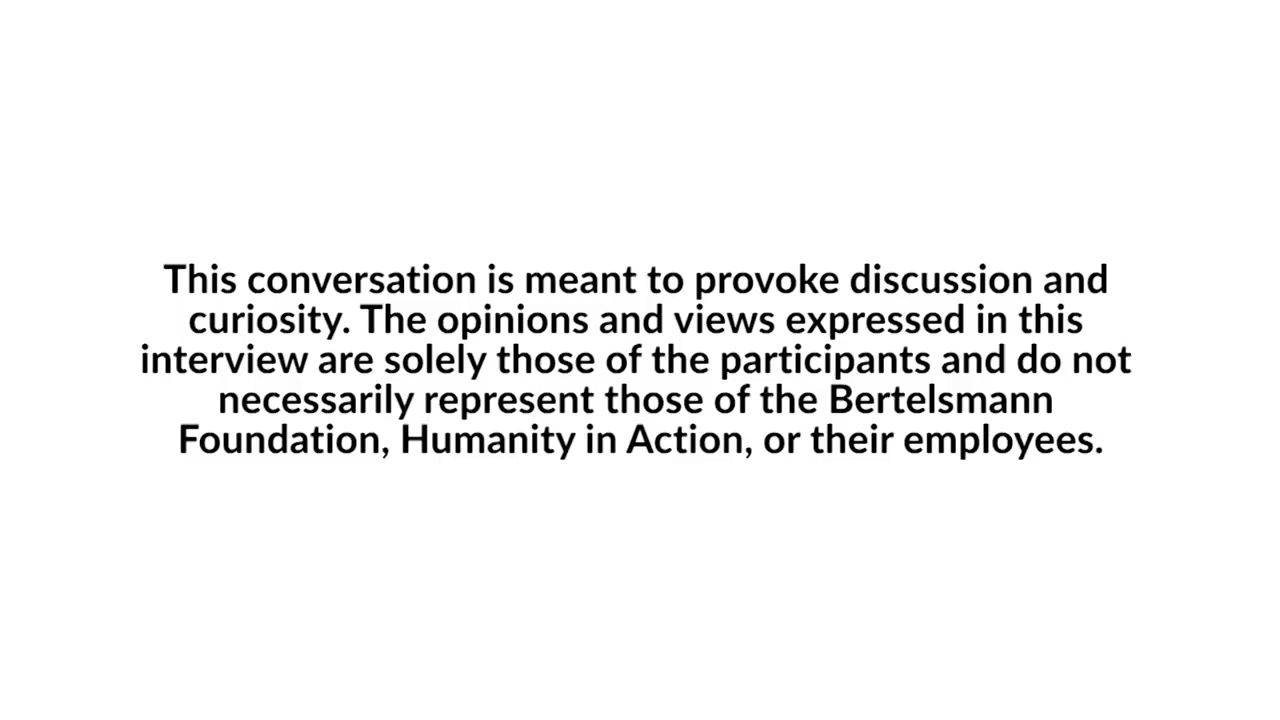 This conversation is meant to provoke discussion and
curiosity. The opinions and views expressed in this
interview are solely those of the participants and do not
necessarily represent those of the Bertelsmann
Foundation, Humanity in Action, or their employees.